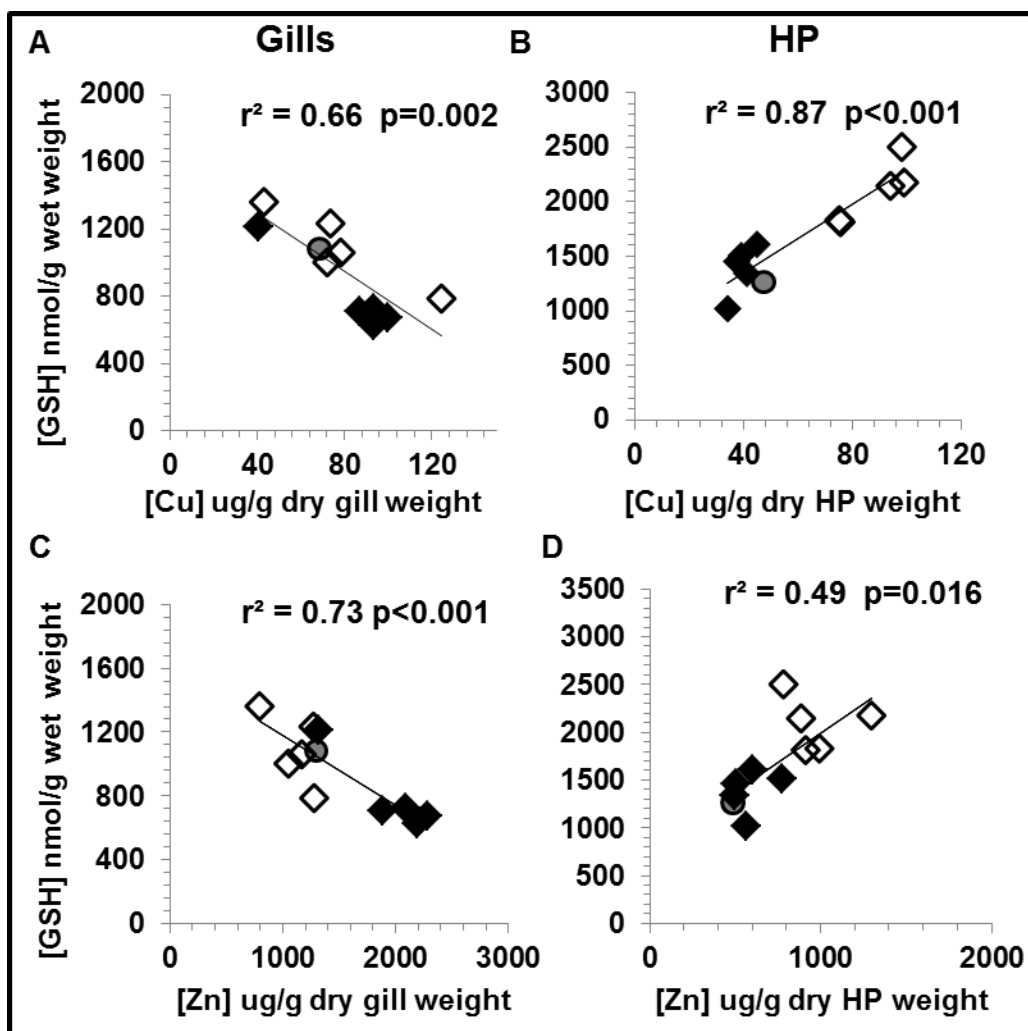 A Gills B HP
r² = 0.66 p=0.002
2000
1600
1200
800
400
0
0 40 80 120
[GSH] nmol/g wet weight
[Cu] ug/g dry gill weight
r² = 0.87 p<0.001
3000
2500
2000
1500
1000
500
0
0 40 80 120
[Cu] ug/g dry HP weight
C
r² = 0.73 p<0.001
2000
1600
1200
800
400
0
0 1000 2000 3000
[GSH] nmol/g wet weight
[Zn] ug/g dry gill weight
D
r² = 0.49 p=0.016
3500
3000
2500
2000
1500
1000
500
0
0 1000 2000
[Zn] ug/g dry HP weight